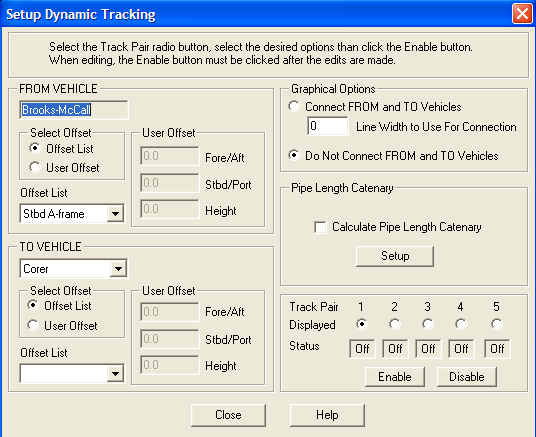 Setup Dynamic Tracking
Select the Track Pair radio button, select the desired options than click the Enable button.
When editing, the Enable button must be clicked after the edits are made.
FROM VEHICLE
Brooks-McCall
Select Offset
Offset List
User Offset
Offset List
Stbd A-frame
User Offset
0.0 Fore/Aft
0.0 Stbd/Port
0.0 Height
TO VEHICLE
Corer
Select Offset
Offset List
User Offset
Offset List
User Offset
0.0 Fore/Aft
0.0 Stbd/Port
0.0 Height
Graphical Options
Connect FROM and TO Vehicles
0 Line Width to Use For Connection
Do Not Connect FROM and TO Vehicles
Pipe Length Catenary
Calculate Pipe Length Catenary
Setup
Track Pair 1 2 3 4 5
Displayed
Status Off Off Off Off Off
Enable Disable
Close Help